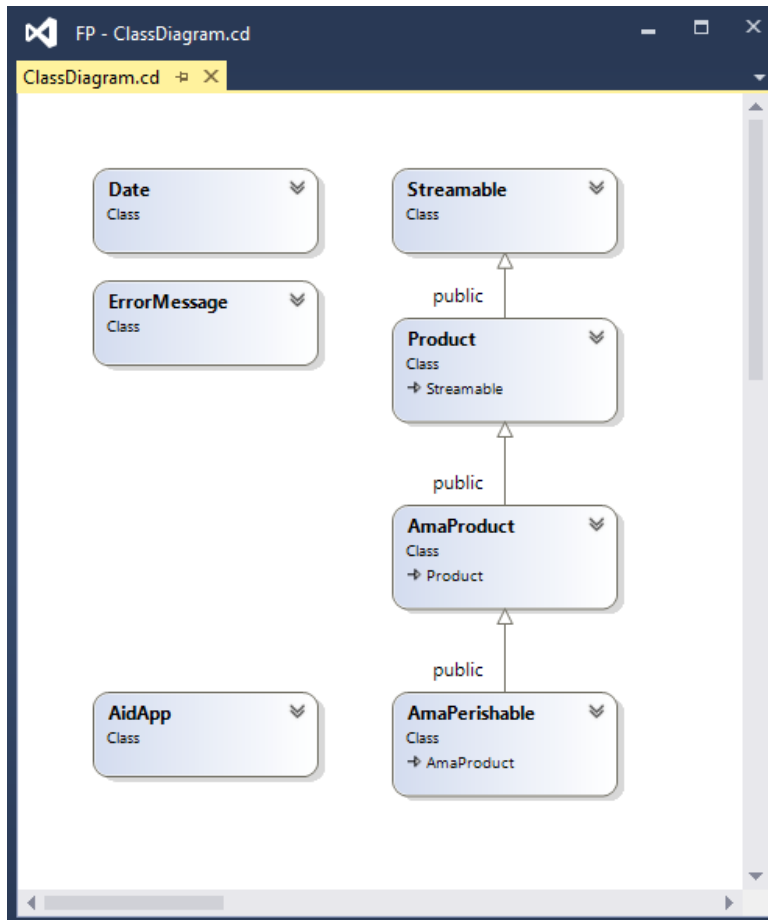 FP - ClassDiagram.cd
ClassDiagram.cd
Date
Class
Streamable
Class
ErrorMessage
Class
public
Product
Class
Streamable
public
AmaProduct
Class
Product
public
AidApp
Class
AmaPerishable
Class
AmaProduct